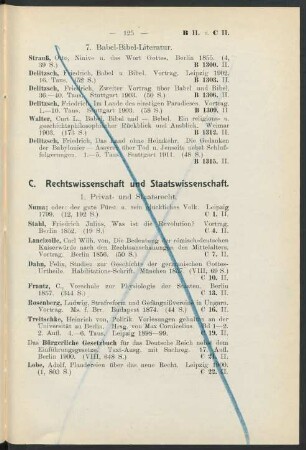 — 125 —
B II. u. C II.
7. Babel-Bibel-Literatur.
Strauß, Otto, Ninive u. das Wort Gottes. Berlin 1855. (4,
39 S.) B 1300. II.
Delitzsch, Friedrich, Babel u. Bibel. Vortrag. Leipzig 1902.
16. Taus. (52 S.) B 1303. II.
Delitzsch, Friedrich, Zweiter Vortrag über Babel und Bibel.
36.—40. Taus. Stuttgart 1903. (50 S.) B 1306. II.
Delitzsch, Friedrich, Im Lande des einstigen Paradieses. Vortrag.
1.—10. Taus. Stuttgart 1903. (58 S.) B 1309. II.
Walter, Curt L., Babel, Bibel und — Bebel. Ein religions- u.
geschichtsphilosophischer Rückblick und Ausblick. Weimar
1903. (175 S.) B 1312. II.
Delitzsch, Friedrich, Das Land ohne Heimkehr. Die Gedanken
der Babylonier-Assyrer über Tod u. Jenseits nebst Schluß-
folgerungen. 1.—5. Taus. Stuttgart 1911. (48 S.)
B 1315. II.
C. Rechtswissenschaft und Staatswissenschaft.
1. Privat- und Staatsrecht.
Numa; oder: der gute Fürst u. sein glückliches Volk. Leipzig
1799. (12, 192 S.) C 1. II.
Stahl, Friedrich Julius, Was ist die Revolution? Vortrag.
Berlin 1852. (19 S.) C 4. II.
Lancizolle, Carl Wilh. von, Die Bedeutung der römisch-deutschen
Kaiserwürde nach den Rechtsanschauungen des Mittelalters.
Vortrag. Berlin 1856. (50 S.) C 7. II.
Dahn, Felix, Studien zur Geschichte der germanischen Gottes-
Urtheile. Habilitations-Schrift. München 1857. (VIII, 69 S.)
C 10. II.
Frantz, C., Vorschule zur Physiologie der Staaten. Berlin
1857. (344 S.) C 13. II.
Rosenberg, Ludwig, Strafreform und Gefängnißwesen in Ungarn.
Vortrag. Ms. f. Br. Budapest 1874. (44 S.) C 16. II.
Treitschke, Heinrich von, Politik. Vorlesungen gehalten an der
Universität zu Berlin. Hrsg. von Max Cornicelius. Bd 1—
2. Aufl. 4.—6. Taus. Leipzig 1898—99. C 19. II.
Das Bürgerliche Gesetzbuch für das Deutsche Reich nebst dem
Einführungsgesetze. Text-Ausg. mit Sachreg. 17. Aufl.
Berlin 1900. (VIII, 848 S.) C 21. II.
Lobe, Adolf, Plaudereien über das neue Recht. Leipzig 1900.
(1, 803 S.) C 22. II.